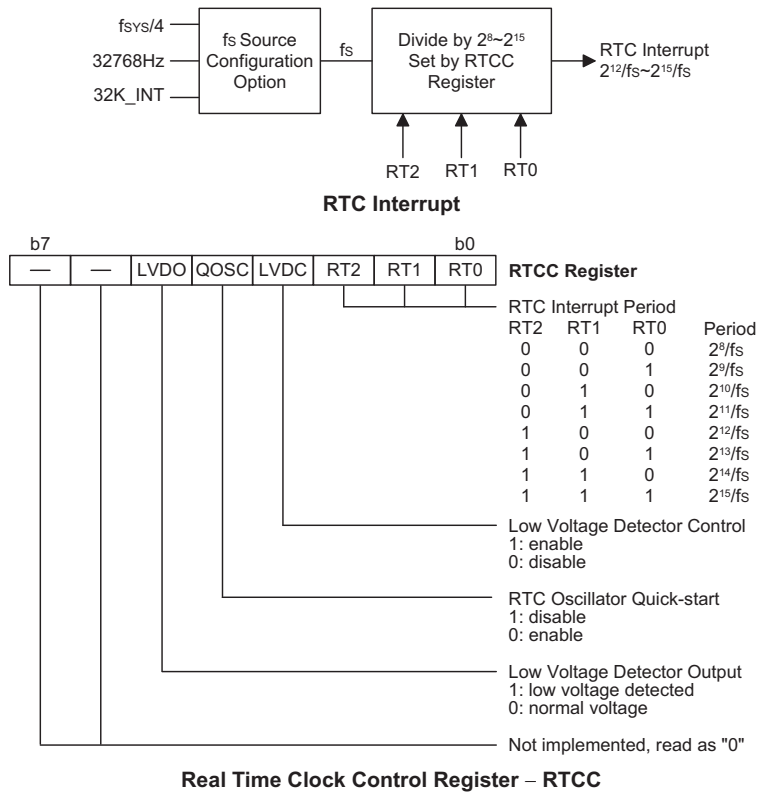 fSYS/4
32768Hz
32K_INT
fS Source
Configuration
Option
fS
Divide by 2⁸~2¹⁵
Set by RTCC
Register
RTC Interrupt
2¹²/fS~2¹⁵/fS
RT2 RT1 RT0
RTC Interrupt
b7 b0
— — LVDO QOSC LVDC RT2 RT1 RT0 RTCC Register
RTC Interrupt Period
RT2 RT1 RT0 Period
0 0 0 2⁸/fS
0 0 1 2⁹/fS
0 1 0 2¹⁰/fS
0 1 1 2¹¹/fS
1 0 0 2¹²/fS
1 0 1 2¹³/fS
1 1 0 2¹⁴/fS
1 1 1 2¹⁵/fS
Low Voltage Detector Control
1: enable
0: disable
RTC Oscillator Quick-start
1: disable
0: enable
Low Voltage Detector Output
1: low voltage detected
0: normal voltage
Not implemented, read as "0"
Real Time Clock Control Register – RTCC